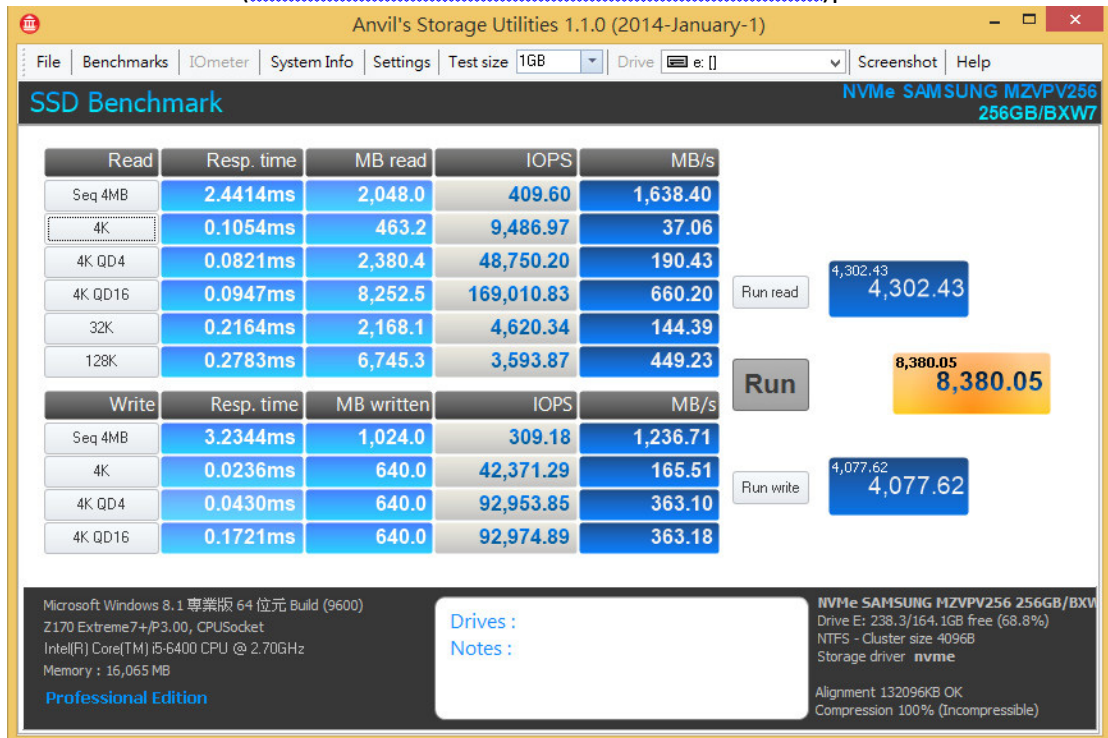 Anvil's Storage Utilities 1.1.0 (2014-January-1)
File Benchmarks IOmeter System Info Settings Test size 1GB Drive e: [] Screenshot Help
SSD Benchmark
NVMe SAMSUNG MZVPV256
256GB/BXW7
Read Resp. time MB read IOPS MB/s
Seq 4MB 2.4414ms 2,048.0 409.60 1,638.40
4K 0.1054ms 463.2 9,486.97 37.06
4K QD4 0.0821ms 2,380.4 48,750.20 190.43
4K QD16 0.0947ms 8,252.5 169,010.83 660.20
32K 0.2164ms 2,168.1 4,620.34 144.39
128K 0.2783ms 6,745.3 3,593.87 449.23
Run read
4,302.43
4,302.43
Run
8,380.05
8,380.05
Write Resp. time MB written IOPS MB/s
Seq 4MB 3.2344ms 1,024.0 309.18 1,236.71
4K 0.0236ms 640.0 42,371.29 165.51
4K QD4 0.0430ms 640.0 92,953.85 363.10
4K QD16 0.1721ms 640.0 92,974.89 363.18
Run write
4,077.62
4,077.62
Microsoft Windows 8.1 專業版 64 位元 Build (9600)
Z170 Extreme7+/P3.00, CPUSocket
Intel(R) Core(TM) i5-6400 CPU @ 2.70GHz
Memory : 16,065 MB
Professional Edition
Drives :
Notes :
NVMe SAMSUNG MZVPV256 256GB/BXW
Drive E: 238.3/164.1GB free (68.8%)
NTFS - Cluster size 4096B
Storage driver nvme
Alignment 132096KB OK
Compression 100% (Incompressible)